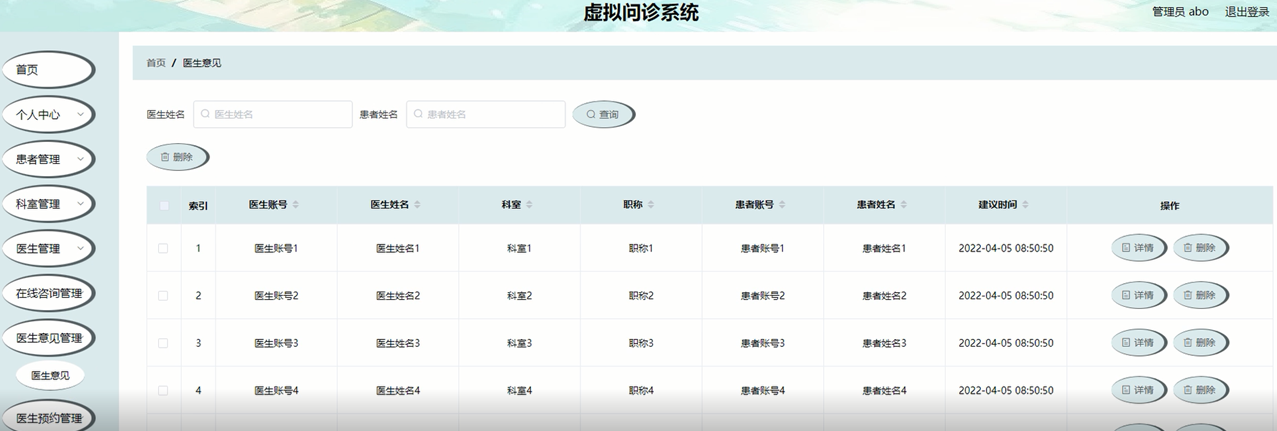 虚拟问诊系统
管理员 abo 退出登录
首页
个人中心
患者管理
科室管理
医生管理
在线咨询管理
医生意见管理
医生意见
医生预约管理
首页 / 医生意见
医生姓名 医生姓名 患者姓名 患者姓名 查询
删除
索引 医生账号 医生姓名 科室 职称 患者账号 患者姓名 建议时间 操作
1 医生账号1 医生姓名1 科室1 职称1 患者账号1 患者姓名1 2022-04-05 08:50:50 详情 删除
2 医生账号2 医生姓名2 科室2 职称2 患者账号2 患者姓名2 2022-04-05 08:50:50 详情 删除
3 医生账号3 医生姓名3 科室3 职称3 患者账号3 患者姓名3 2022-04-05 08:50:50 详情 删除
4 医生账号4 医生姓名4 科室4 职称4 患者账号4 患者姓名4 2022-04-05 08:50:50 详情 删除